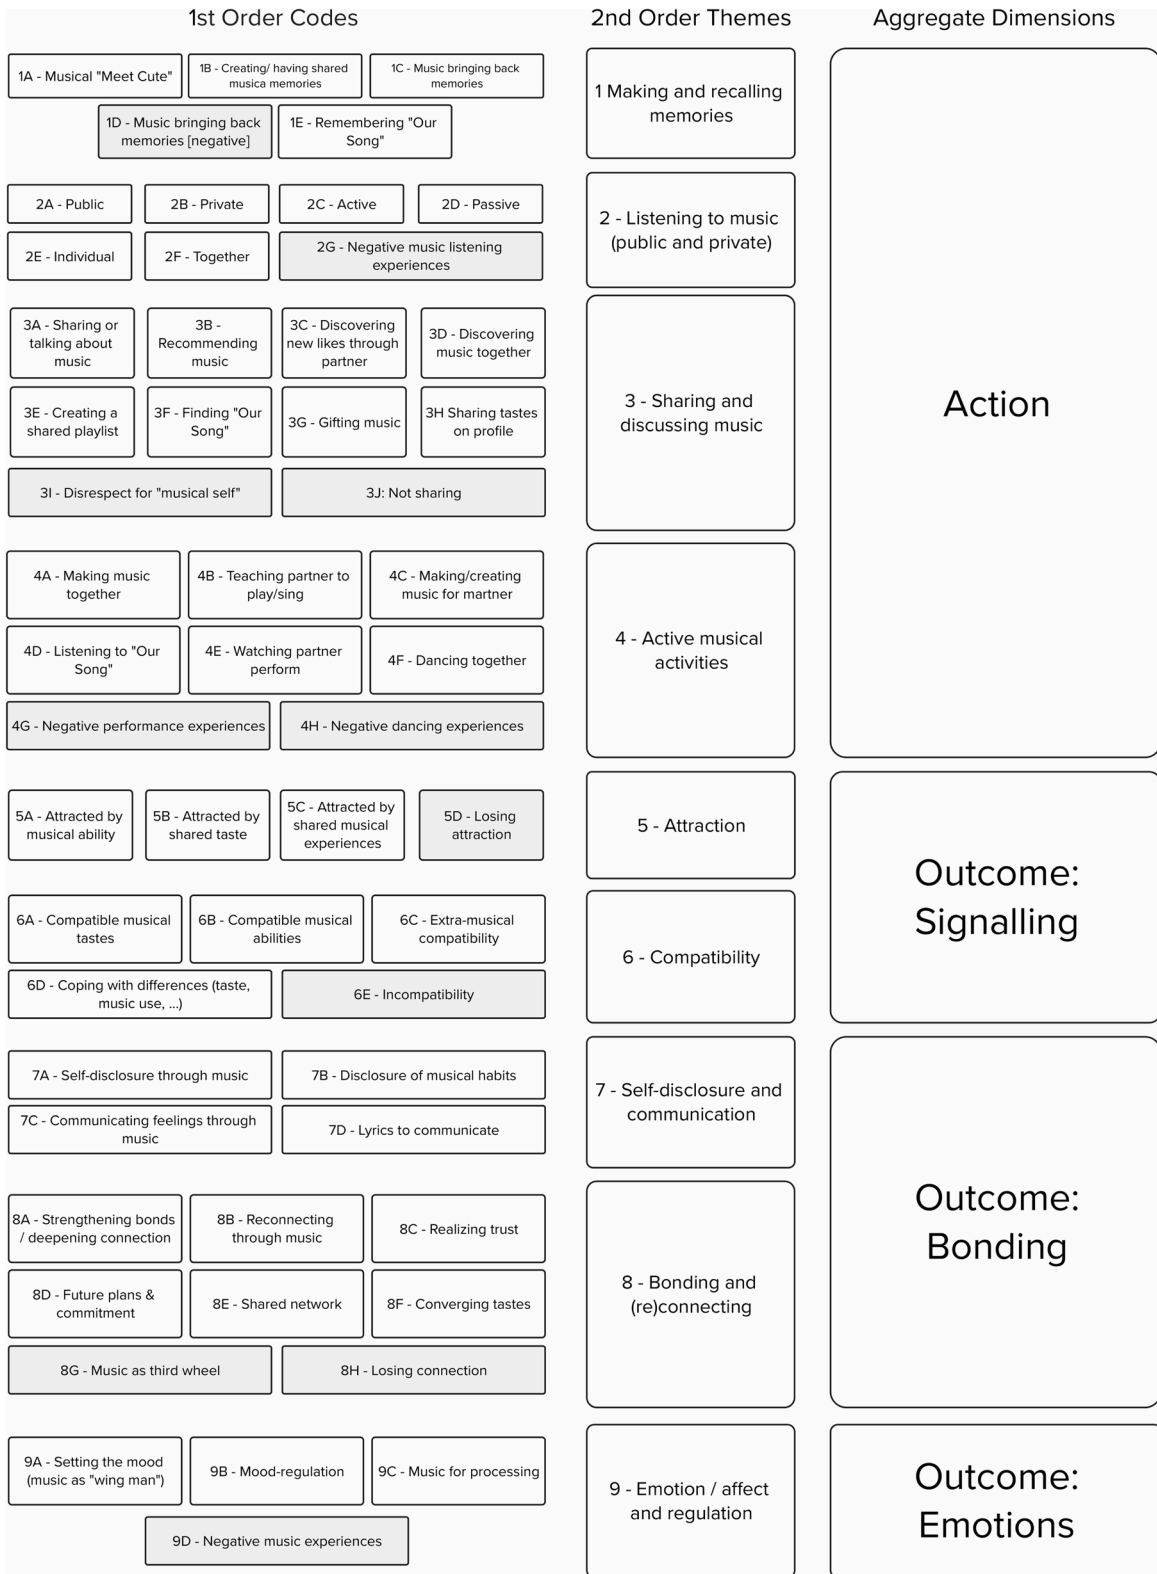 1st Order Codes
2nd Order Themes
Aggregate Dimensions
1A - Musical "Meet Cute"
1B - Creating/ having shared
musica memories
1C - Music bringing back
memories
1D - Music bringing back
memories [negative]
1E - Remembering "Our
Song"
1 Making and recalling
memories
2A - Public
2B - Private
2C - Active
2D - Passive
2E - Individual
2F - Together
2G - Negative music listening
experiences
2 - Listening to music
(public and private)
3A - Sharing or
talking about
music
3B -
Recommending
music
3C - Discovering
new likes through
partner
3D - Discovering
music together
3E - Creating a
shared playlist
3F - Finding "Our
Song"
3G - Gifting music
3H Sharing tastes
on profile
3I - Disrespect for "musical self"
3J: Not sharing
3 - Sharing and
discussing music
Action
4A - Making music
together
4B - Teaching partner to
play/sing
4C - Making/creating
music for martner
4D - Listening to "Our
Song"
4E - Watching partner
perform
4F - Dancing together
4G - Negative performance experiences
4H - Negative dancing experiences
4 - Active musical
activities
5A - Attracted by
musical ability
5B - Attracted by
shared taste
5C - Attracted by
shared musical
experiences
5D - Losing
attraction
5 - Attraction
6A - Compatible musical
tastes
6B - Compatible musical
abilities
6C - Extra-musical
compatibility
6D - Coping with differences (taste,
music use, ...)
6E - Incompatibility
6 - Compatibility
Outcome:
Signalling
7A - Self-disclosure through music
7B - Disclosure of musical habits
7C - Communicating feelings through
music
7D - Lyrics to communicate
7 - Self-disclosure and
communication
8A - Strengthening bonds
/ deepening connection
8B - Reconnecting
through music
8C - Realizing trust
8D - Future plans &
commitment
8E - Shared network
8F - Converging tastes
8G - Music as third wheel
8H - Losing connection
8 - Bonding and
(re)connecting
Outcome:
Bonding
9A - Setting the mood
(music as "wing man")
9B - Mood-regulation
9C - Music for processing
9D - Negative music experiences
9 - Emotion / affect
and regulation
Outcome:
Emotions